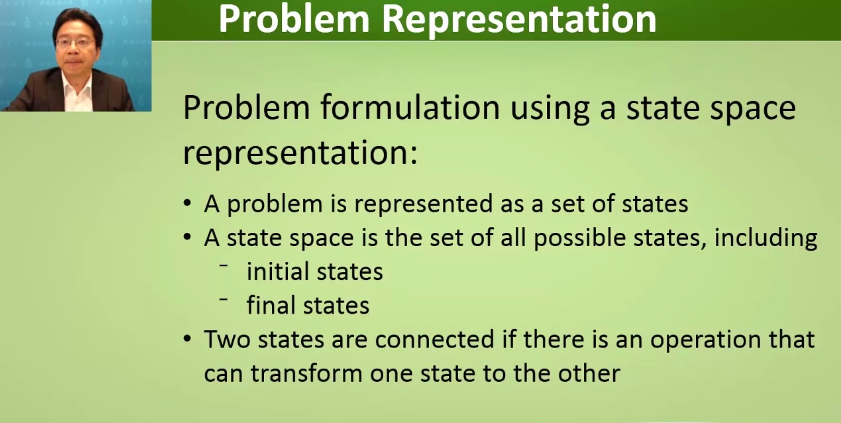 Problem Representation
Problem formulation using a state space
representation:
• A problem is represented as a set of states
• A state space is the set of all possible states, including
- initial states
- final states
• Two states are connected if there is an operation that
can transform one state to the other